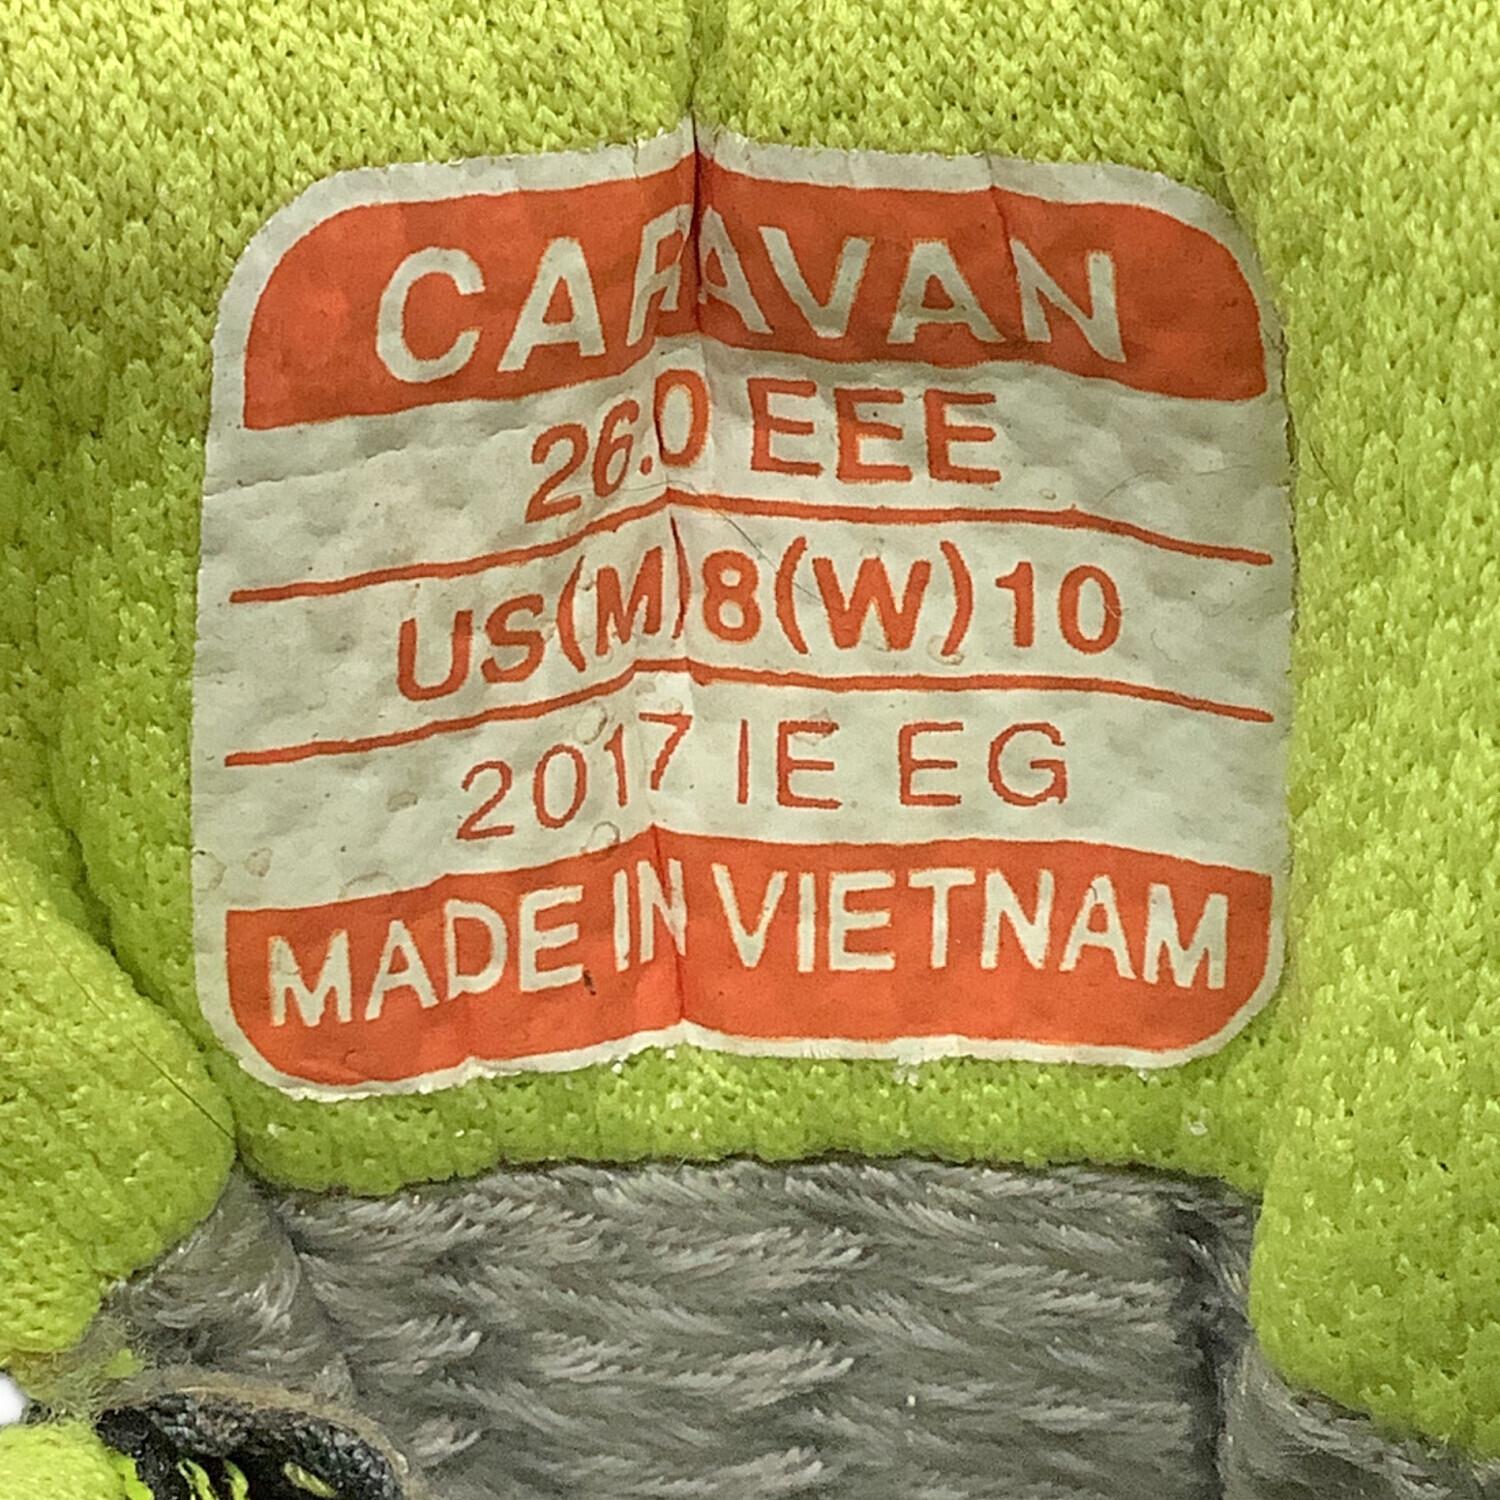 CARAVAN
26.0 EEE
US(M)8(W)10
2017 IE EG
MADE IN VIETNAM